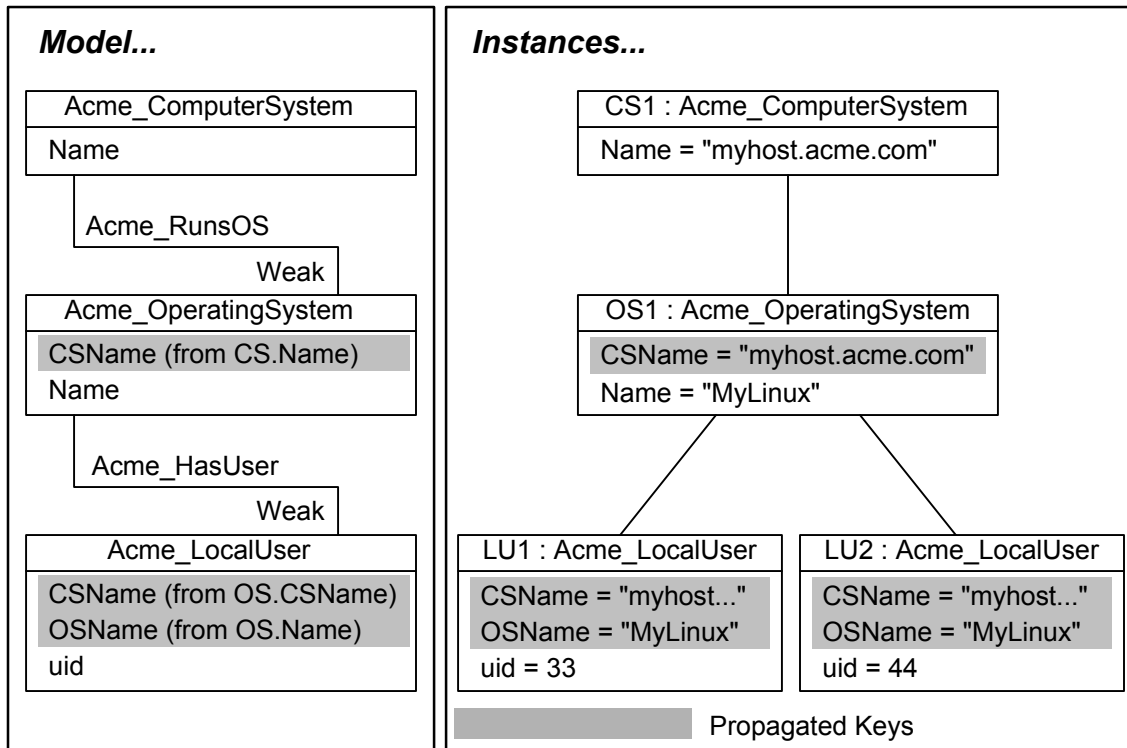 Model...
Acme_ComputerSystem
Name
Acme_RunsOS
Weak
Acme_OperatingSystem
CSName (from CS.Name)
Name
Acme_HasUser
Weak
Acme_LocalUser
CSName (from OS.CSName)
OSName (from OS.Name)
uid
Instances...
CS1 : Acme_ComputerSystem
Name = "myhost.acme.com"
OS1 : Acme_OperatingSystem
CSName = "myhost.acme.com"
Name = "MyLinux"
LU1 : Acme_LocalUser
CSName = "myhost..."
OSName = "MyLinux"
uid = 33
LU2 : Acme_LocalUser
CSName = "myhost..."
OSName = "MyLinux"
uid = 44
Propagated Keys